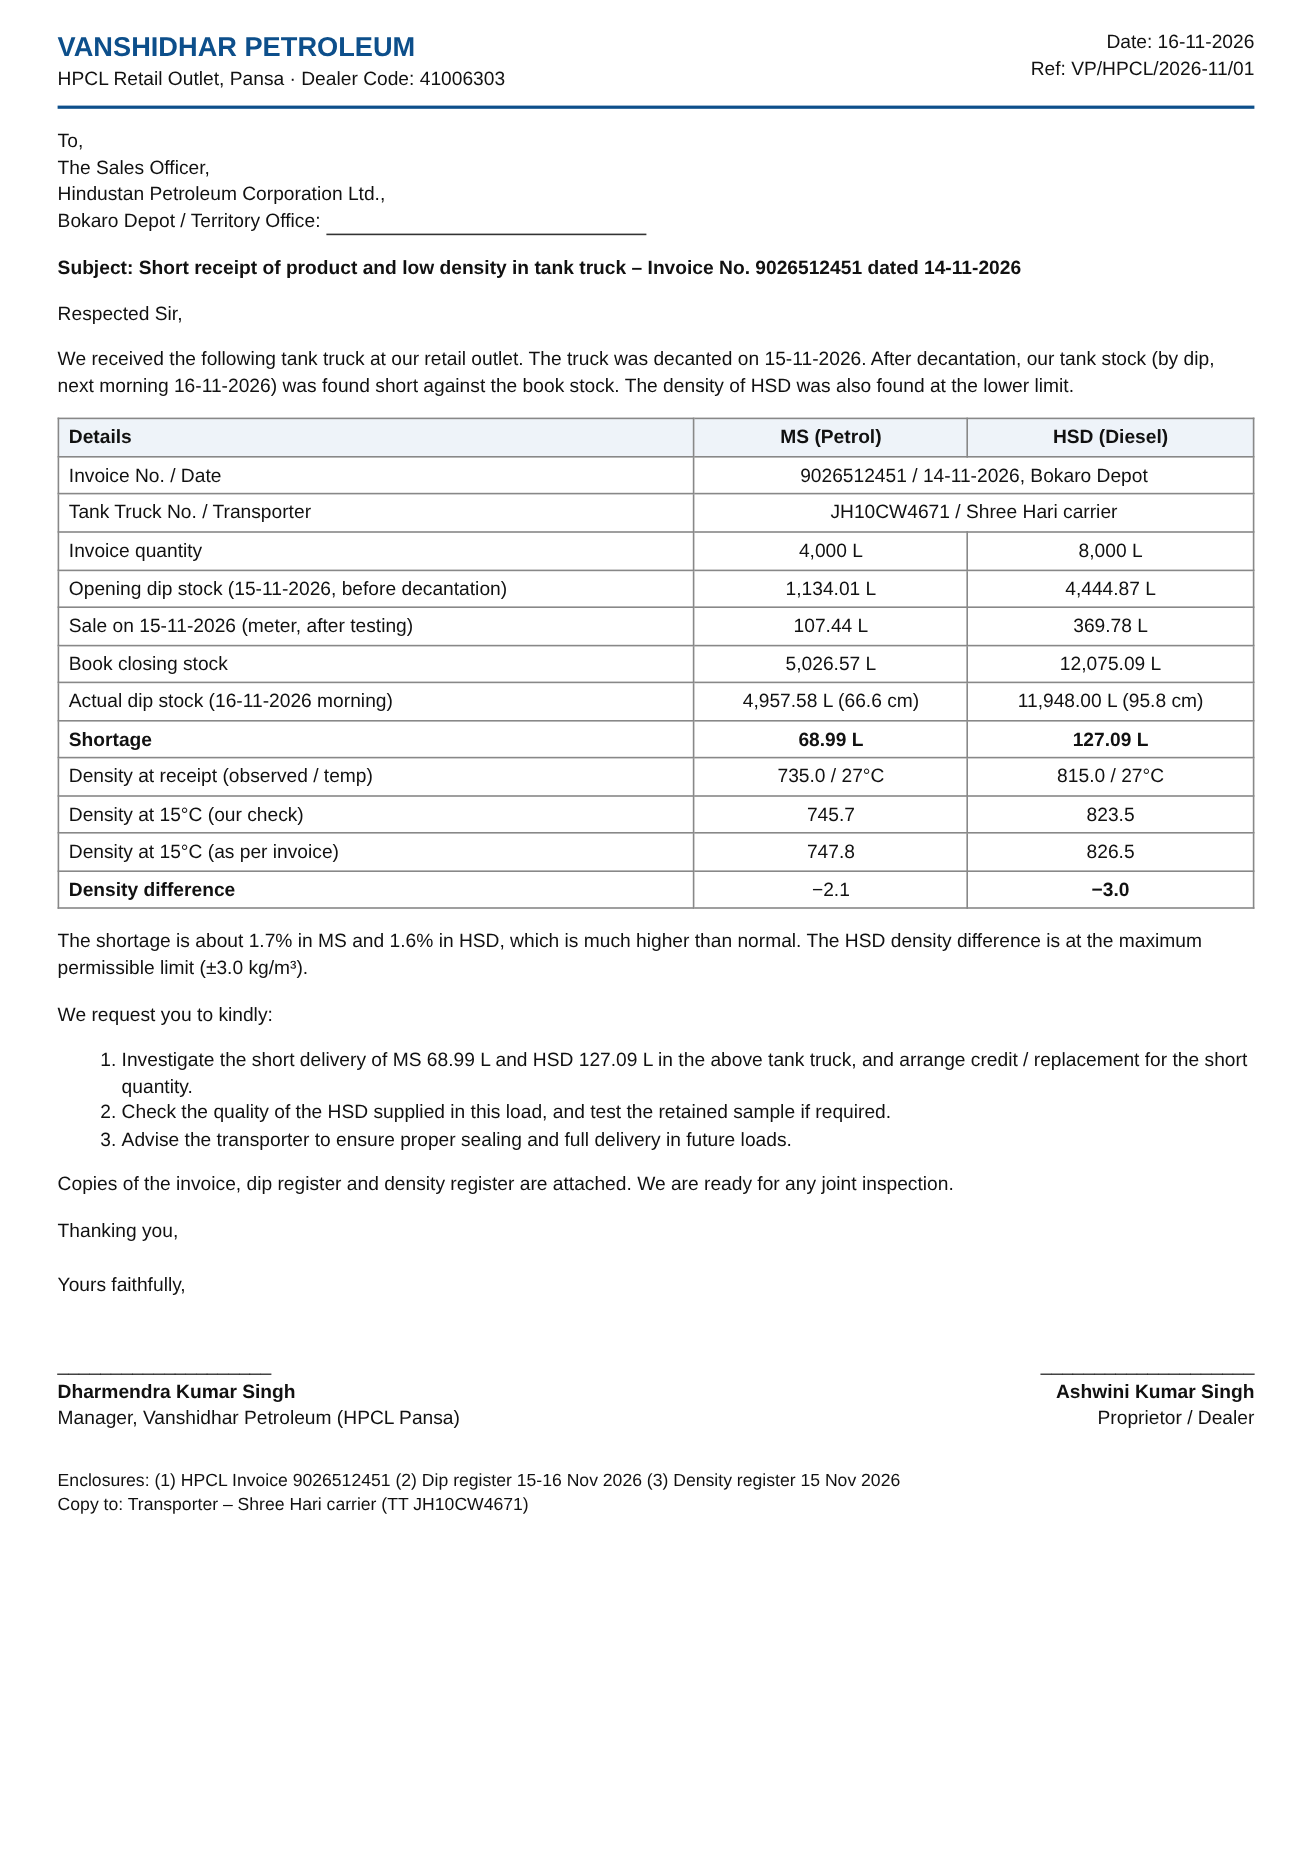 VANSHIDHAR PETROLEUM
HPCL Retail Outlet, Pansa · Dealer Code: 41006303
Date: 16-11-2026
Ref: VP/HPCL/2026-11/01
To,
The Sales Officer,
Hindustan Petroleum Corporation Ltd.,
Bokaro Depot / Territory Office:
Subject: Short receipt of product and low density in tank truck – Invoice No. 9026512451 dated 14-11-2026
Respected Sir,
We received the following tank truck at our retail outlet. The truck was decanted on 15-11-2026. After decantation, our tank stock (by dip,
next morning 16-11-2026) was found short against the book stock. The density of HSD was also found at the lower limit.
Details MS (Petrol) HSD (Diesel)
Invoice No. / Date 9026512451 / 14-11-2026, Bokaro Depot
Tank Truck No. / Transporter JH10CW4671 / Shree Hari carrier
Invoice quantity 4,000 L 8,000 L
Opening dip stock (15-11-2026, before decantation) 1,134.01 L 4,444.87 L
Sale on 15-11-2026 (meter, after testing) 107.44 L 369.78 L
Book closing stock 5,026.57 L 12,075.09 L
Actual dip stock (16-11-2026 morning) 4,957.58 L (66.6 cm) 11,948.00 L (95.8 cm)
Shortage 68.99 L 127.09 L
Density at receipt (observed / temp) 735.0 / 27°C 815.0 / 27°C
Density at 15°C (our check) 745.7 823.5
Density at 15°C (as per invoice) 747.8 826.5
Density difference −2.1 −3.0
The shortage is about 1.7% in MS and 1.6% in HSD, which is much higher than normal. The HSD density difference is at the maximum
permissible limit (±3.0 kg/m³).
We request you to kindly:
1. Investigate the short delivery of MS 68.99 L and HSD 127.09 L in the above tank truck, and arrange credit / replacement for the short
quantity.
2. Check the quality of the HSD supplied in this load, and test the retained sample if required.
3. Advise the transporter to ensure proper sealing and full delivery in future loads.
Copies of the invoice, dip register and density register are attached. We are ready for any joint inspection.
Thanking you,
Yours faithfully,
Dharmendra Kumar Singh
Manager, Vanshidhar Petroleum (HPCL Pansa)
Ashwini Kumar Singh
Proprietor / Dealer
Enclosures: (1) HPCL Invoice 9026512451 (2) Dip register 15-16 Nov 2026 (3) Density register 15 Nov 2026
Copy to: Transporter – Shree Hari carrier (TT JH10CW4671)